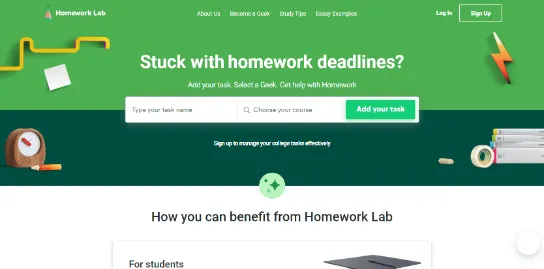 Homework Lab
About Us Become a Geek Study Tips Essay Examples
Log In Sign Up
Stuck with homework deadlines?
Add your task. Select a Geek. Get help with Homework
Type your task name Choose your course Add your task
Sign up to manage your college tasks effectively
How you can benefit from Homework Lab
For students